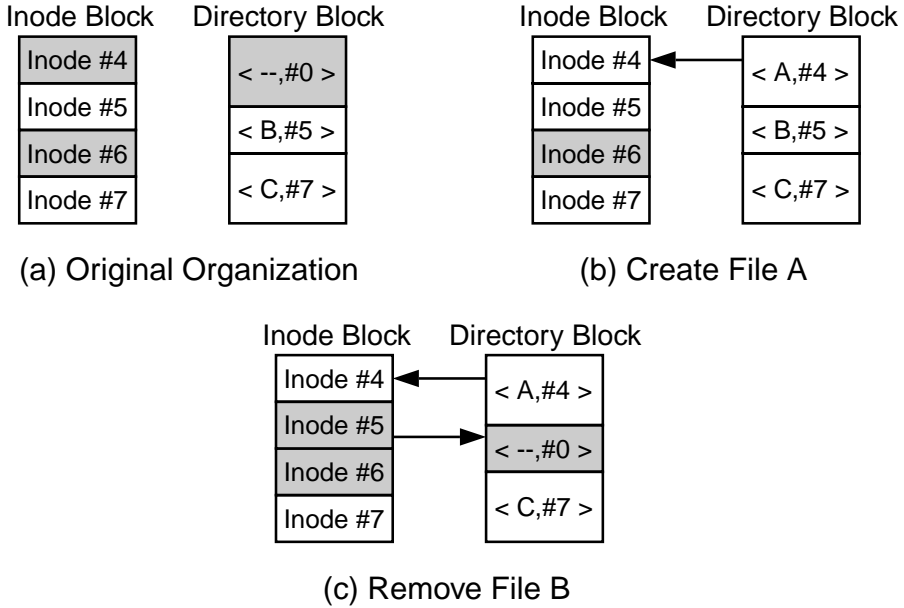 Inode Block Directory Block
Inode #4
Inode #5
Inode #6
Inode #7
< --,#0 >
< B,#5 >
< C,#7 >
(a) Original Organization
Inode Block Directory Block
Inode #4
Inode #5
Inode #6
Inode #7
< A,#4 >
< B,#5 >
< C,#7 >
(b) Create File A
Inode Block Directory Block
Inode #4
Inode #5
Inode #6
Inode #7
< A,#4 >
< --,#0 >
< C,#7 >
(c) Remove File B